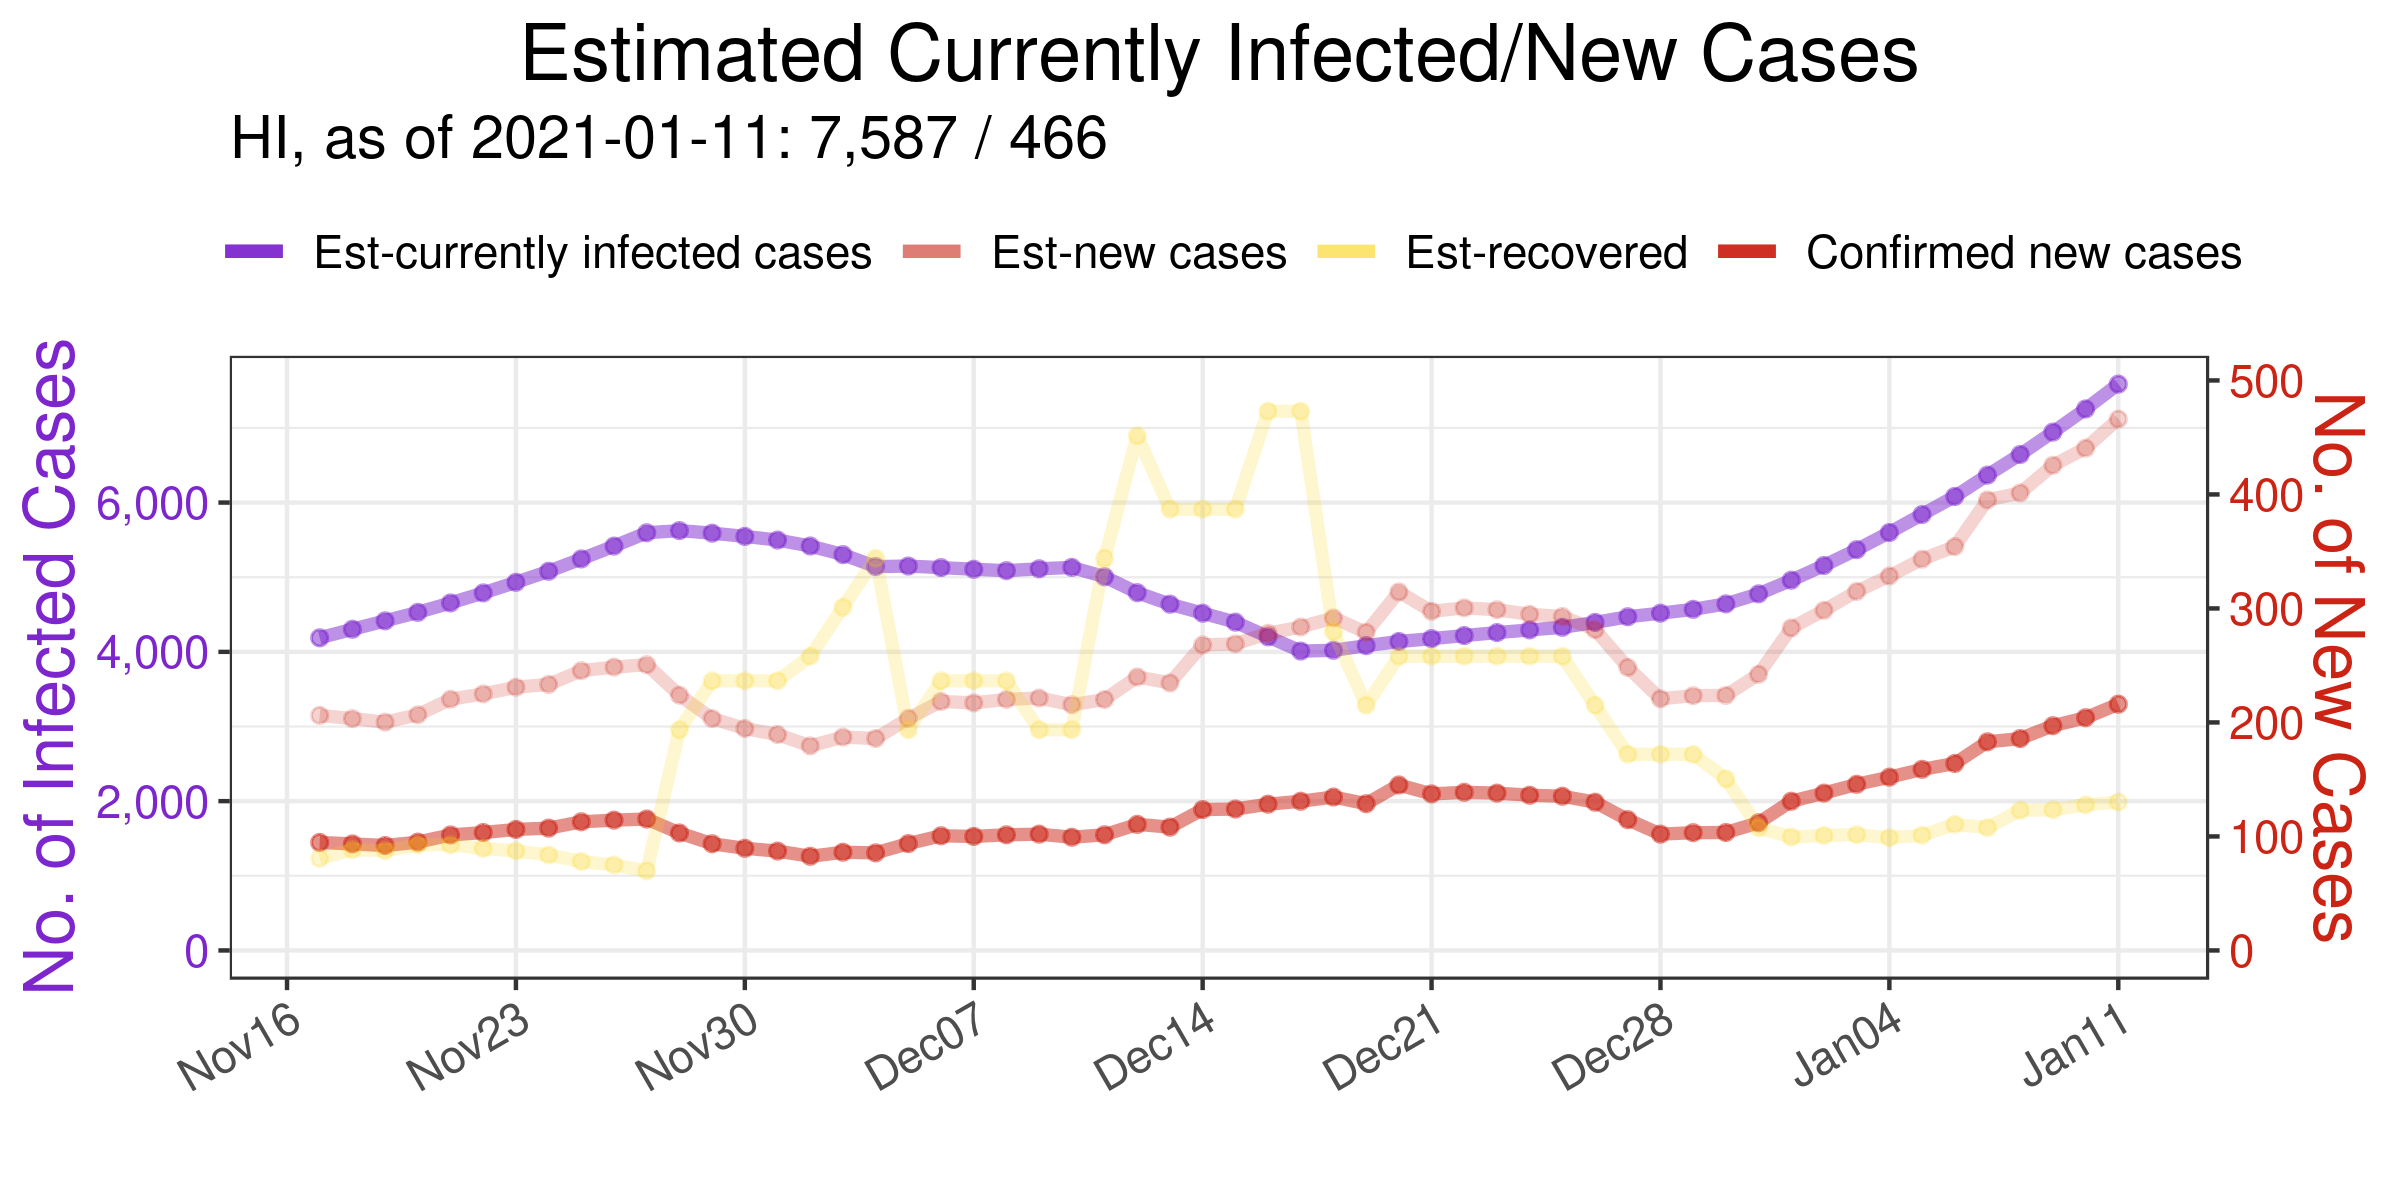 Estimated Currently Infected/New Cases
HI, as of 2021-01-11: 7,587 / 466
Est-currently infected cases Est-new cases Est-recovered Confirmed new cases
No. of Infected Cases
6,000
4,000
2,000
0
500
400
300
200
100
0
No. of New Cases
Nov16 Nov23 Nov30 Dec07 Dec14 Dec21 Dec28 Jan04 Jan11